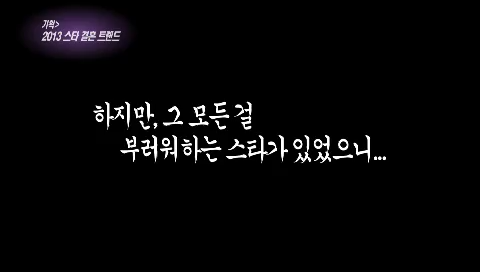 기획>
2013 스타 결혼 트렌드
하지만, 그 모든 걸
부러워하는 스타가 있었으니...